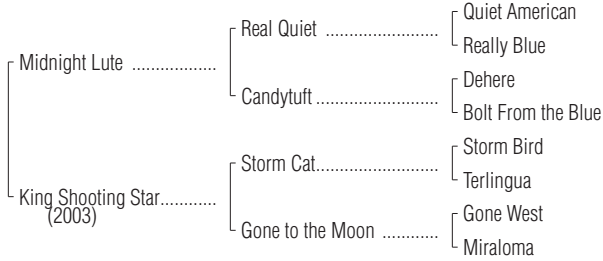 Quiet American
Real Quiet ........................
Really Blue
Midnight Lute ..................
Dehere
Candytuft ..........................
Bolt From the Blue
Storm Bird
Storm Cat..........................
Terlingua
King Shooting Star............
(2003)
Gone West
Gone to the Moon ............
Miraloma